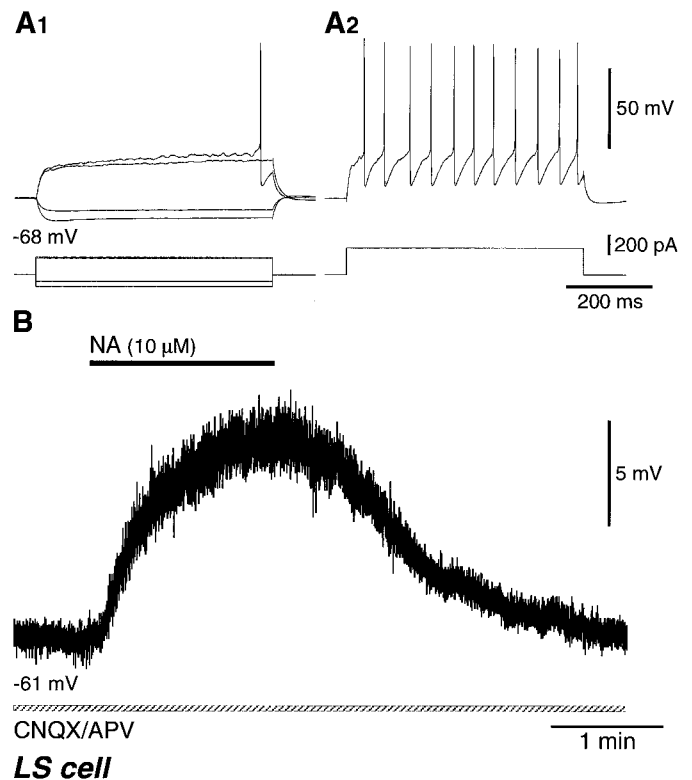 A1
A2
50 mV
-68 mV
200 pA
200 ms
B
NA (10 µM)
5 mV
-61 mV
CNQX/APV
1 min
LS cell